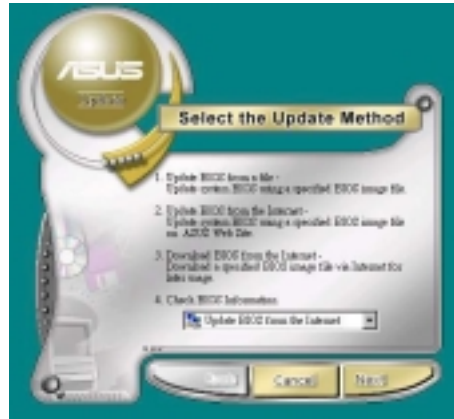 ASUS
Update
Select the Update Method
1. Update BIOS from a file -
Update system BIOS using a specified BIOS image file.
2. Update BIOS from the Internet -
Update system BIOS using a specified BIOS image file
on ASUS Web Site.
3. Download BIOS from the Internet -
Download a specified BIOS image file via Internet for
later usage.
4. Check BIOS Information
Update BIOS from the Internet
Cancel
Next